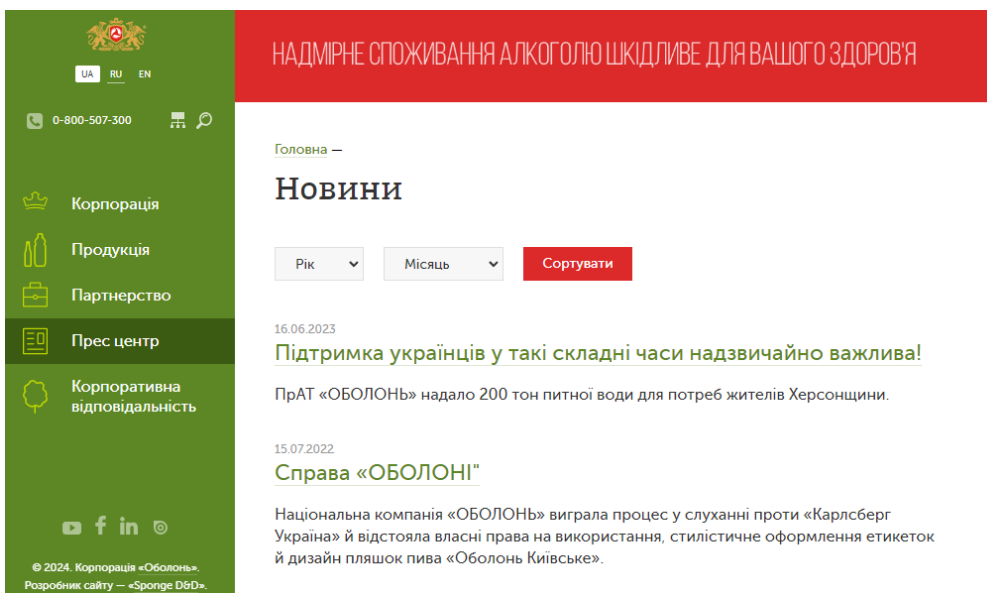 UA RU EN
0-800-507-300
Корпорація
Продукція
Партнерство
Прес центр
Корпоративна
відповідальність
© 2024. Корпорація «Оболонь».
Розробник сайту — «Sponge D&D».
НАДМІРНЕ СПОЖИВАННЯ АЛКОГОЛЮ ШКІДЛИВЕ ДЛЯ ВАШОГО ЗДОРОВ'Я
Головна —
Новини
Рік Місяць Сортувати
16.06.2023
Підтримка українців у такі складні часи надзвичайно важлива!
ПрАТ «ОБОЛОНЬ» надало 200 тон питної води для потреб жителів Херсонщини.
15.07.2022
Справа «ОБОЛОНІ"
Національна компанія «ОБОЛОНЬ» виграла процес у слуханні проти «Карлсберг
Україна» й відстояла власні права на використання, стилістичне оформлення етикеток
й дизайн пляшок пива «Оболонь Київське».